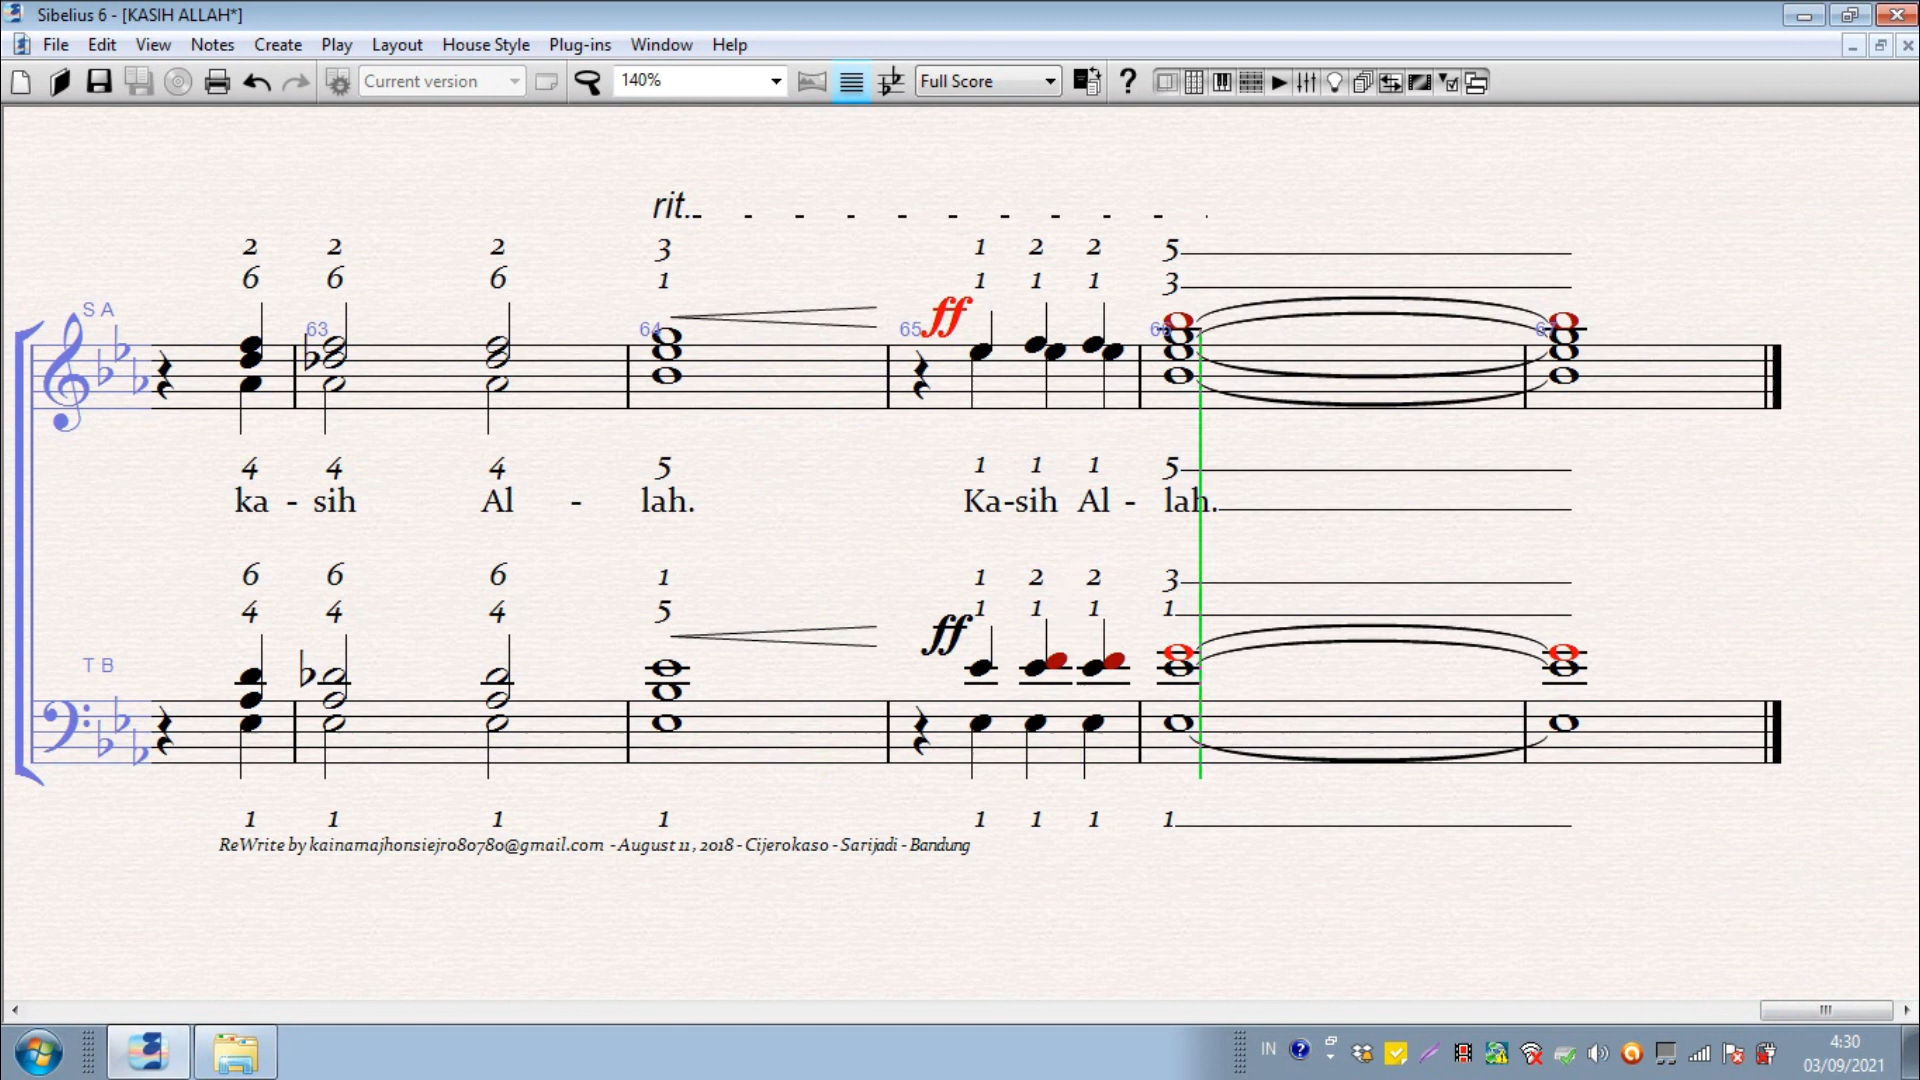 Sibelius 6 - [KASIH ALLAH*]
File Edit View Notes Create Play Layout House Style Plug-ins Window Help
Current version 140% Full Score
rit.
2 2 2 3 1 2 2 5
6 6 6 1 1 1 1 3
ff
S A
63 64 65
4 4 4 5 1 1 1 5
ka - sih Al - lah. Ka-sih Al - lah.
6 6 6 1 1 2 2 3
4 4 4 5 1 1 1 1
ff
T B
1 1 1 1 1 1 1 1
ReWrite by kainamajhonsiejr080780@gmail.com - August 11, 2018 - Cijerokaso - Sarijadi - Bandung
IN
4:30
03/09/2021